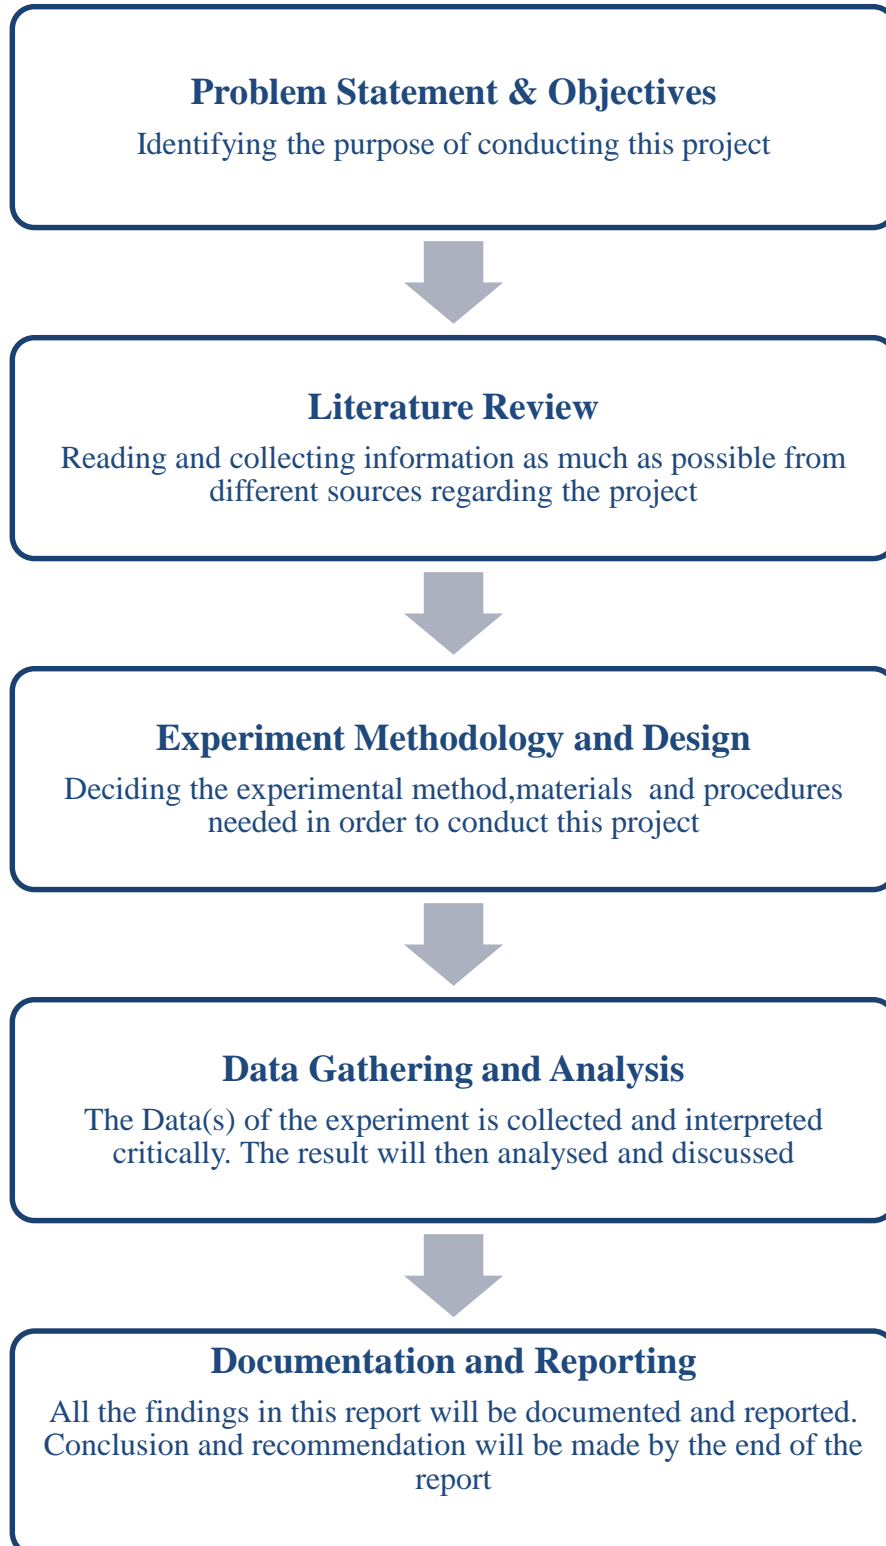 Problem Statement & Objectives
Identifying the purpose of conducting this project
Literature Review
Reading and collecting information as much as possible from
different sources regarding the project
Experiment Methodology and Design
Deciding the experimental method,materials  and procedures
needed in order to conduct this project
Data Gathering and Analysis
The Data(s) of the experiment is collected and interpreted
critically. The result will then analysed and discussed
Documentation and Reporting
All the findings in this report will be documented and reported.
Conclusion and recommendation will be made by the end of the
report